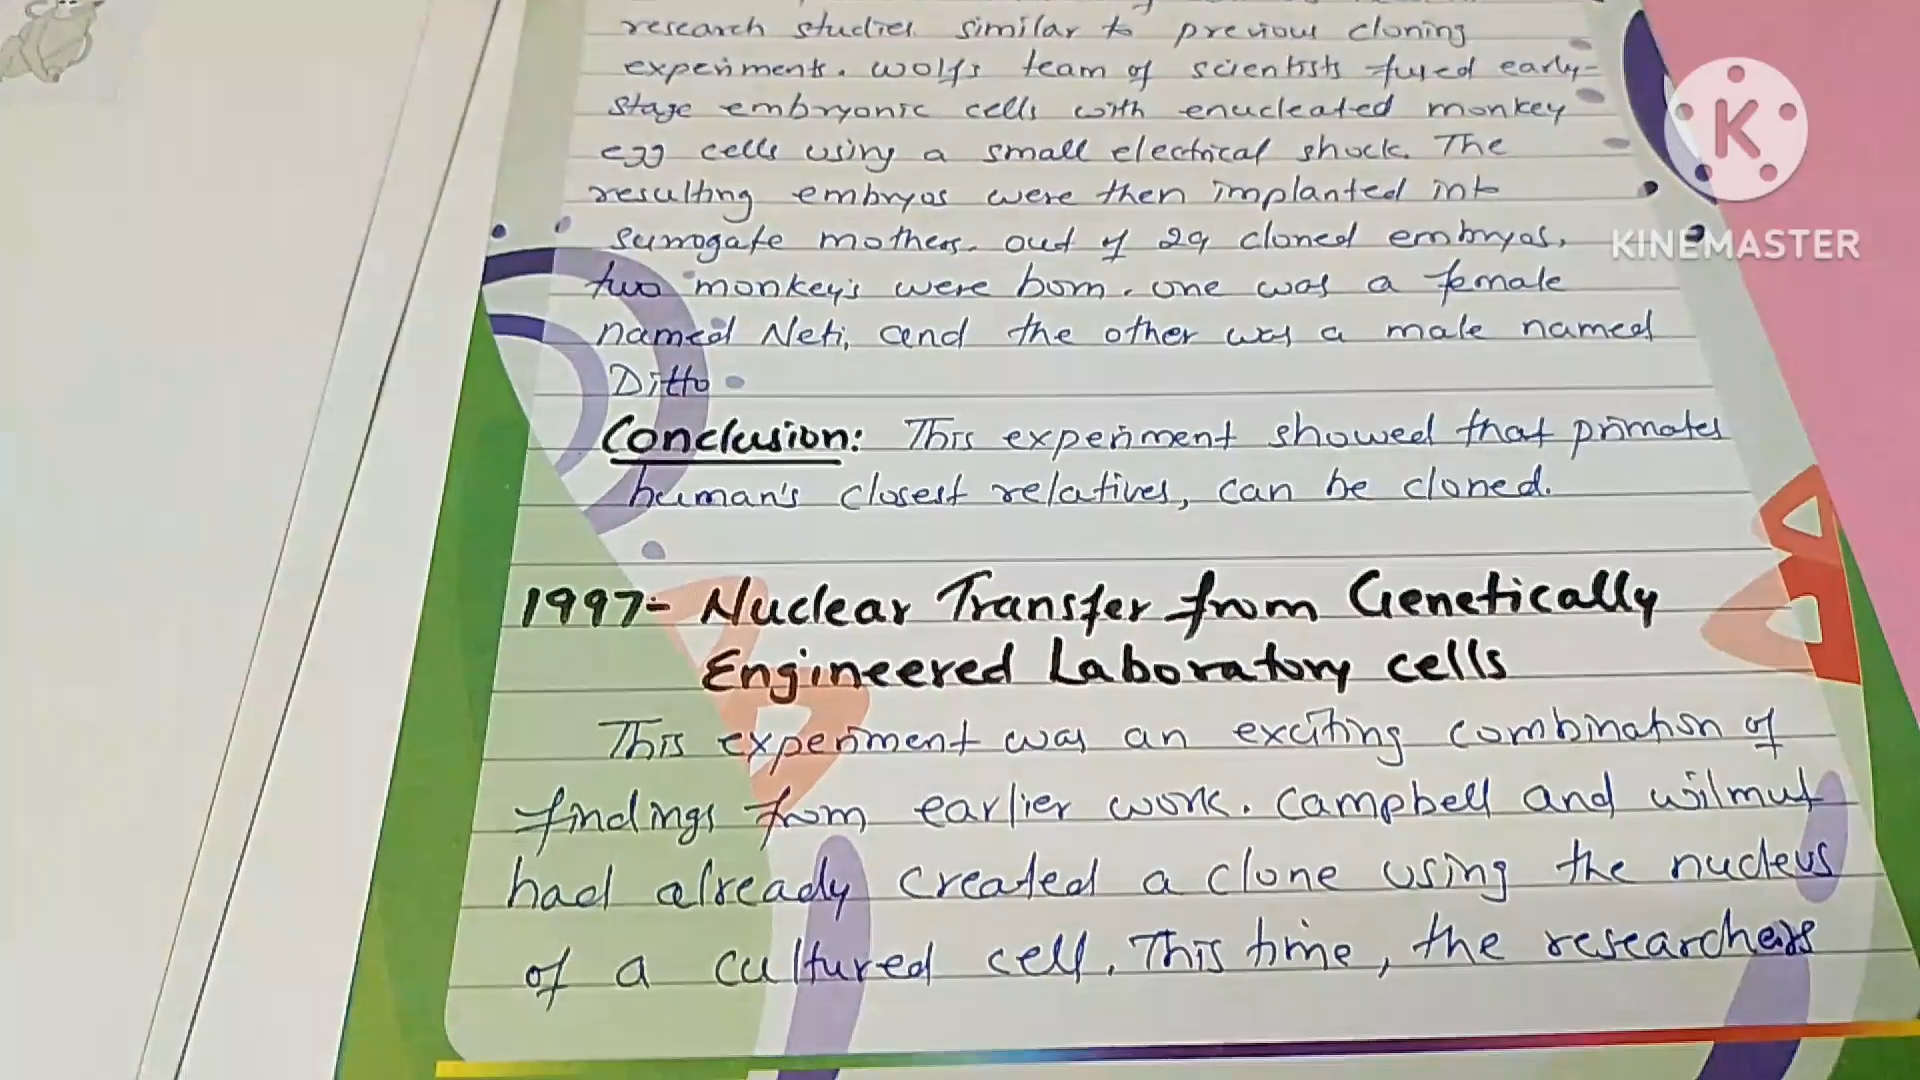 research studies similar to previous cloning
experiments. Wolf's team of scientists fused early-
stage embryonic cells with enucleated monkey
egg cells using a small electrical shock. The
resulting embryos were then implanted into
surrogate mothers. out of 29 cloned embryos,
two monkey's were born. one was a female
named Neti, and the other was a male named
Ditto
Conclusion: This experiment showed that primates
human's closest relatives, can be cloned.
1997- Nuclear Transfer from Genetically
Engineered Laboratory cells
This experiment was an exciting combination of
findings from earlier work. Campbell and wilmut
had already created a clone using the nucleus
of a cultured cell. This time, the researchers
K
KINEMASTER